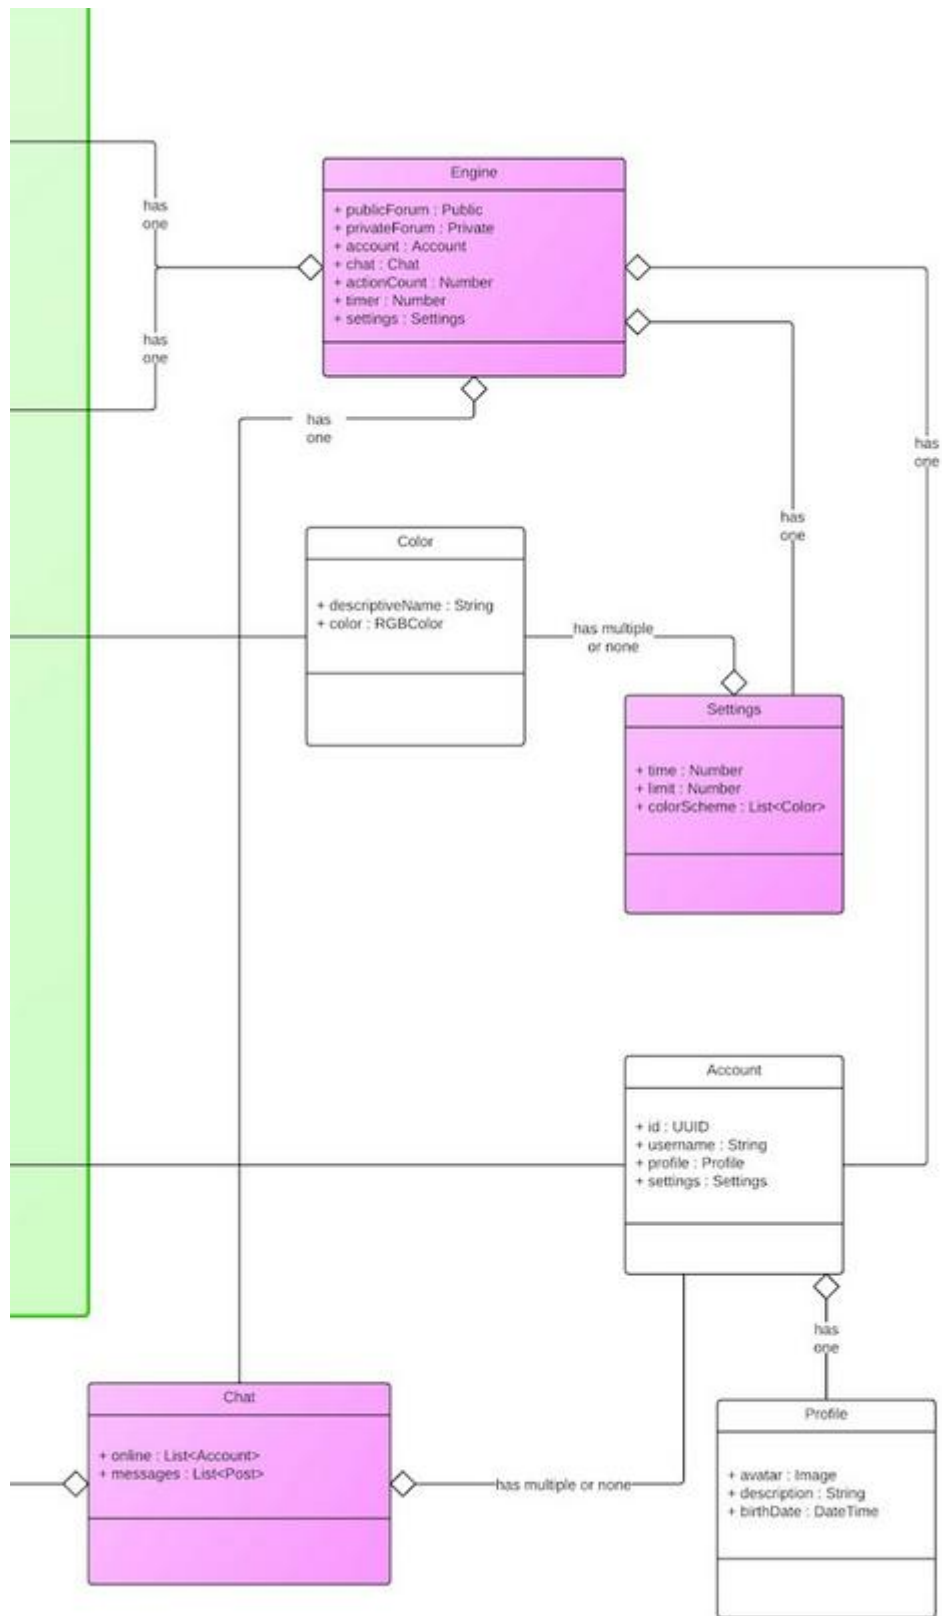 Engine
+ publicForum : Public
+ privateForum : Private
+ account : Account
+ chat : Chat
+ actionCount : Number
+ timer : Number
+ settings : Settings
has
one
has
one
has
one
has
one
has
one
Color
+ descriptiveName : String
+ color : RGBColor
has multiple
or none
Settings
+ time : Number
+ limit : Number
+ colorScheme : List<Color>
Account
+ id : UUID
+ username : String
+ profile : Profile
+ settings : Settings
has
one
Chat
+ online : List<Account>
+ messages : List<Post>
has multiple or none
Profile
+ avatar : Image
+ description : String
+ birthDate : DateTime